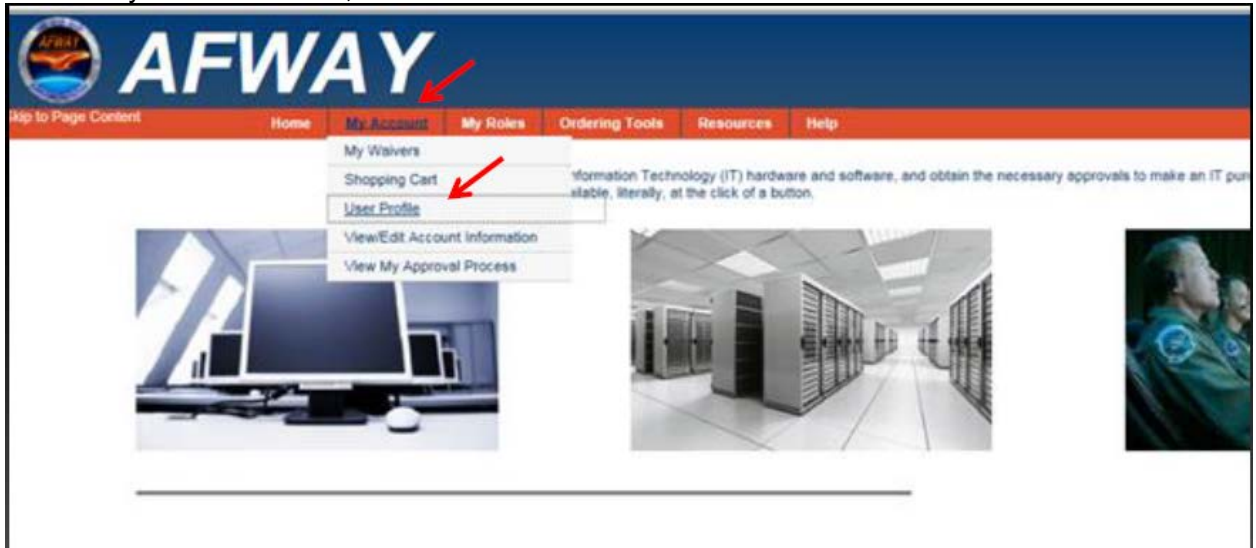 AFWAY
AFWAY
Skip to Page Content
Home My Account My Roles Ordering Tools Resources Help
My Waivers
Shopping Cart
User Profile
View/Edit Account Information
View My Approval Process
nformation Technology (IT) hardware and software, and obtain the necessary approvals to make an IT pur
ilable, literally, at the click of a button.